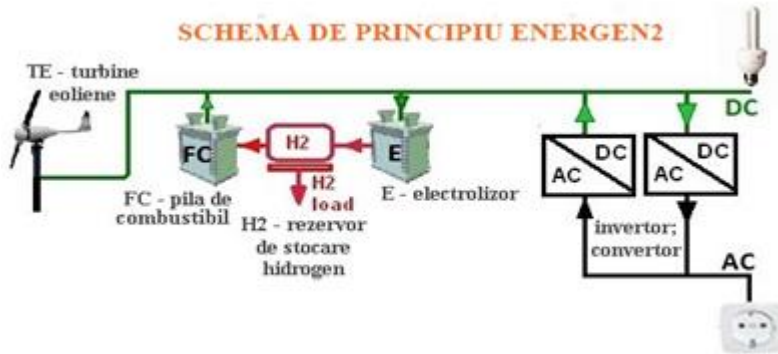 SCHEMA DE PRINCIPIU ENERGEN2
TE - turbine
eoliene
DC
FC
H2
E
H2
load
FC - pila de
combustibil
E - electrolizor
H2 - rezervor
de stocare
hidrogen
DC
AC
DC
AC
invertor;
convertor
AC